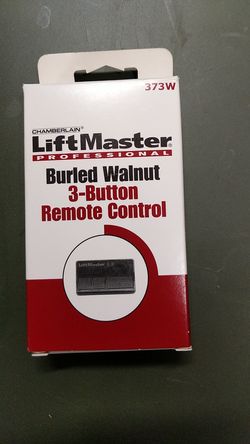 373W
CHAMBERLAIN®
LiftMaster®
PROFESSIONAL
Burled Walnut
3-Button
Remote Control
LiftMaster